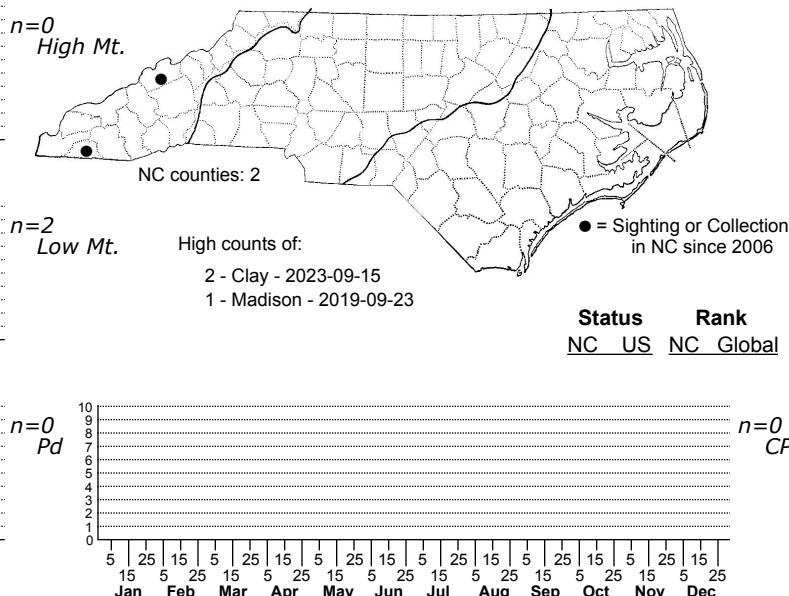 n=0
High Mt.
NC counties: 2
n=2
Low Mt.
High counts of:
2 - Clay - 2023-09-15
1 - Madison - 2019-09-23
● = Sighting or Collection
in NC since 2006
Status Rank
NC US NC Global
n=0
Pd
10
9
8
7
6
5
4
3
2
1
0
n=0
CP
5 25 15 5 25 15 5 25 15 5 25 15 5 25 15 5 25 15
15 5 25 15 5 25 15 5 25 15 5 25 15 5 25 15 5 25
Jan Feb Mar Apr May Jun Jul Aug Sep Oct Nov Dec